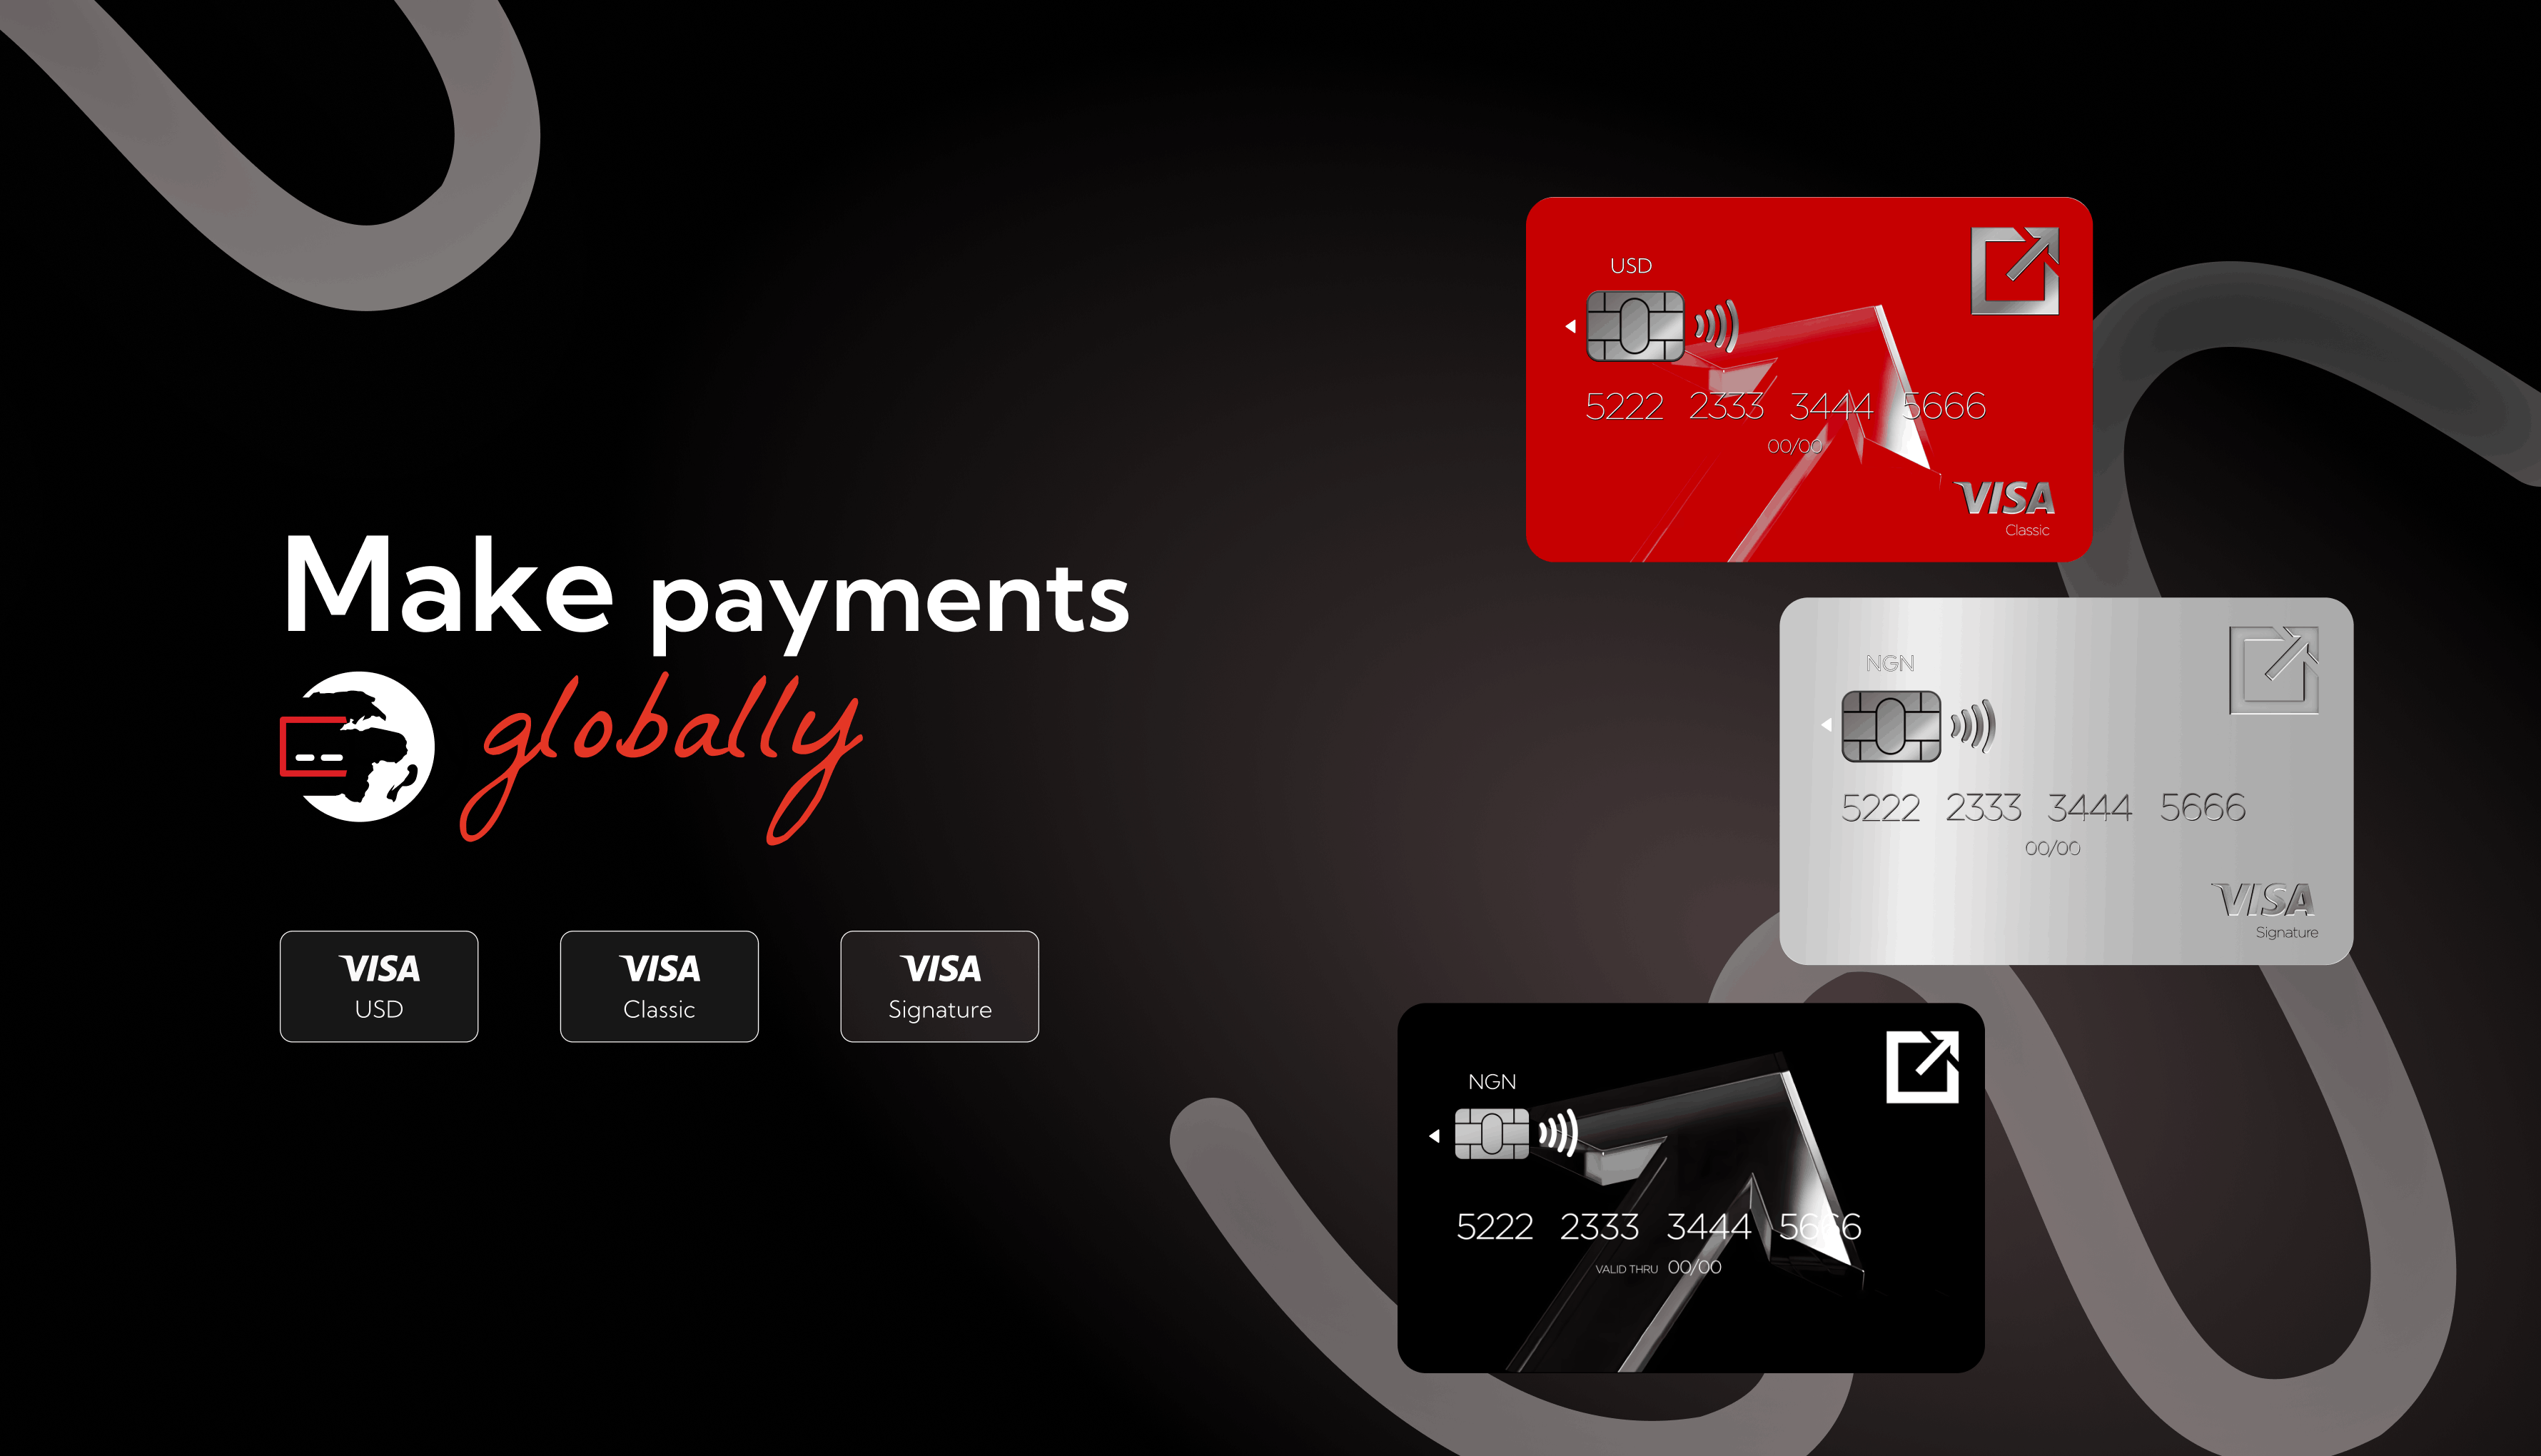 Make payments
globally
VISA
USD
VISA
Classic
VISA
Signature
USD
5222 2333 3444 5666
00/00
VISA
Classic
NGN
5222 2333 3444 5666
00/00
VISA
Signature
NGN
5222 2333 3444 5666
VALID THRU 00/00